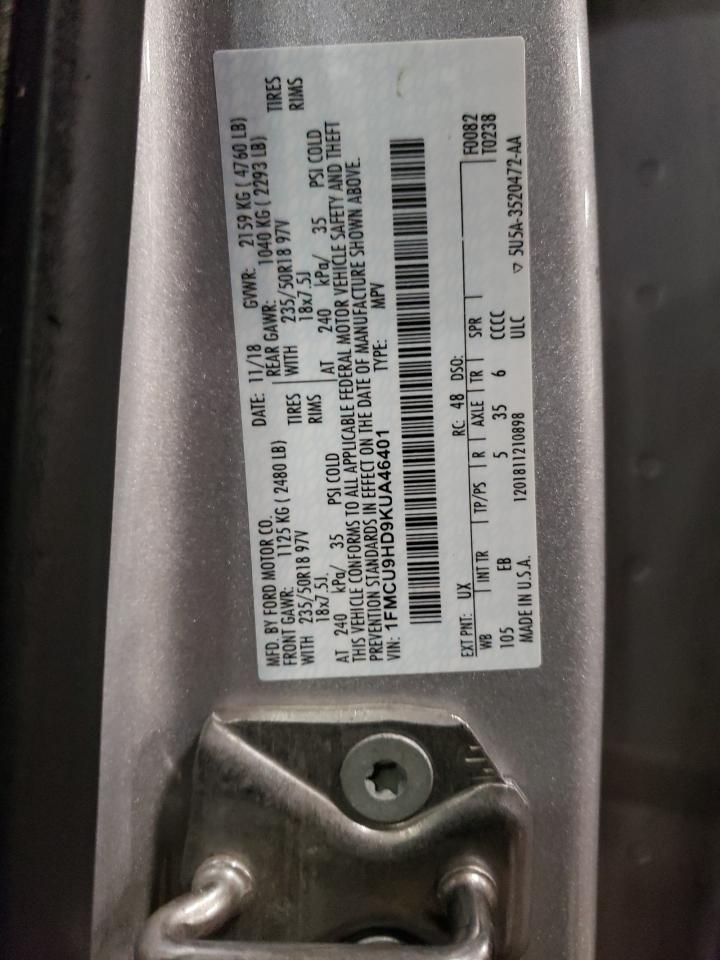 MFD. BY FORD MOTOR CO. DATE: 11/18 GVWR: 2159 KG ( 4760 LB)
FRONT GAWR: 1125 KG ( 2480 LB) REAR GAWR: 1040 KG ( 2293 LB)
WITH 235/50R18 97V TIRES WITH 235/50R18 97V TIRES
18x7.5J RIMS 18x7.5J RIMS
AT 240 kPa/ 35 PSI COLD AT 240 kPa/ 35 PSI COLD
THIS VEHICLE CONFORMS TO ALL APPLICABLE FEDERAL MOTOR VEHICLE SAFETY AND THEFT
PREVENTION STANDARDS IN EFFECT ON THE DATE OF MANUFACTURE SHOWN ABOVE.
VIN: 1FMCU9HD9KUA46401 TYPE: MPV
EXT PNT: UX RC: 48 DSO: F0082
WB INT TR TP/PS R AXLE TR SPR T0238
105 EB 5 35 6 CCCC
MADE IN U.S.A. 1201811210898 ULC ▽ 5U5A-3520472-AA